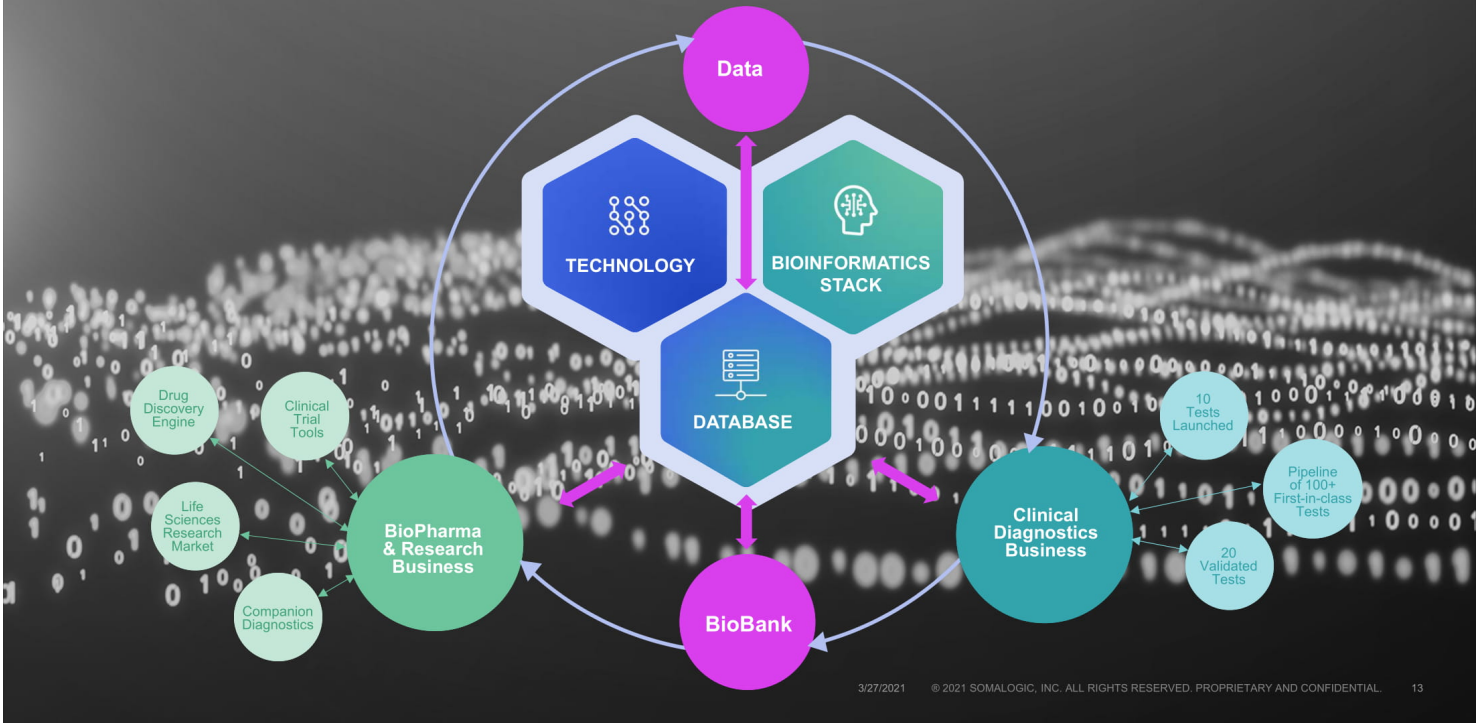 Data
TECHNOLOGY
BIOINFORMATICS
STACK
DATABASE
Drug
Discovery
Engine
Clinical
Trial
Tools
Life
Sciences
Research
Market
Companion
Diagnostics
BioPharma
& Research
Business
BioBank
Clinical
Diagnostics
Business
10
Tests
Launched
Pipeline
of 100+
First-in-class
Tests
20
Validated
Tests
3/27/2021 ® 2021 SOMALOGIC, INC. ALL RIGHTS RESERVED. PROPRIETARY AND CONFIDENTIAL. 13